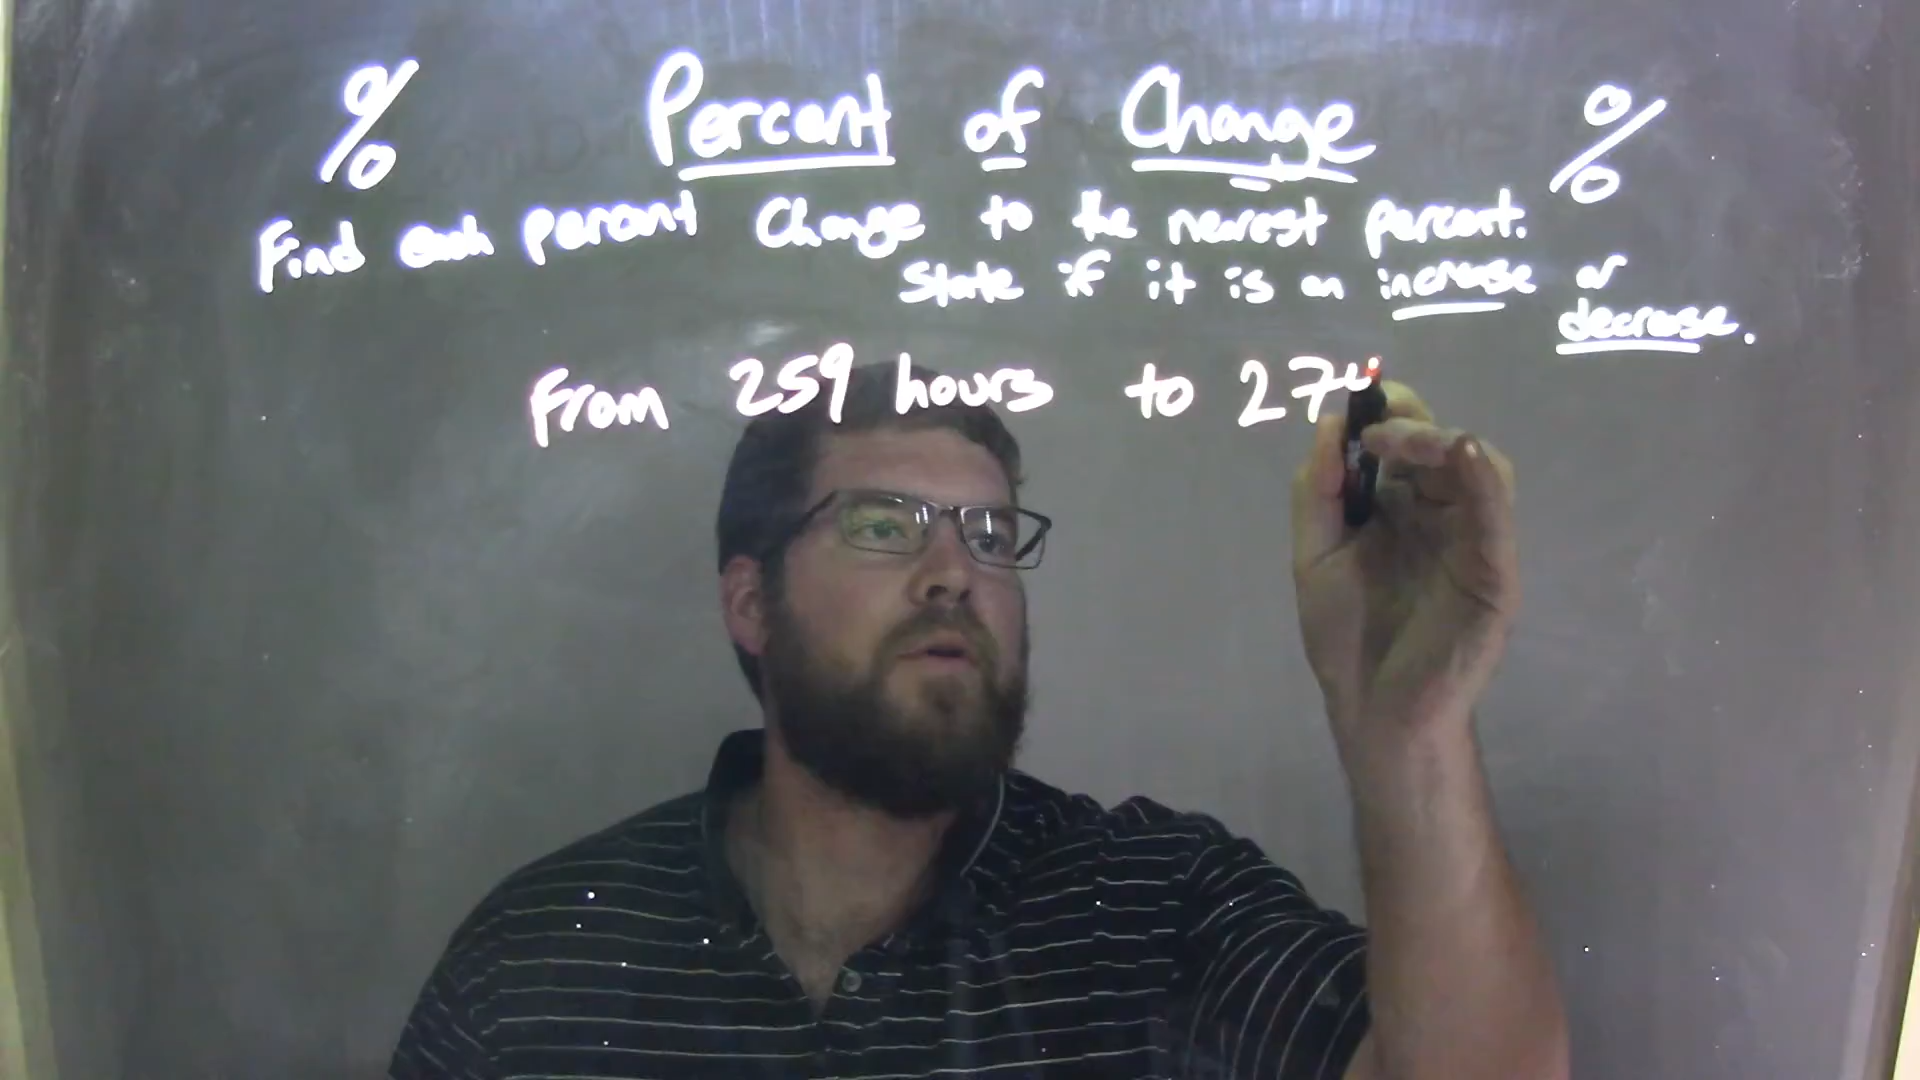 % Percent of Change %
Find each percent change to the nearest percent.
State if it is an increase or
decrease.
From 259 hours to 274